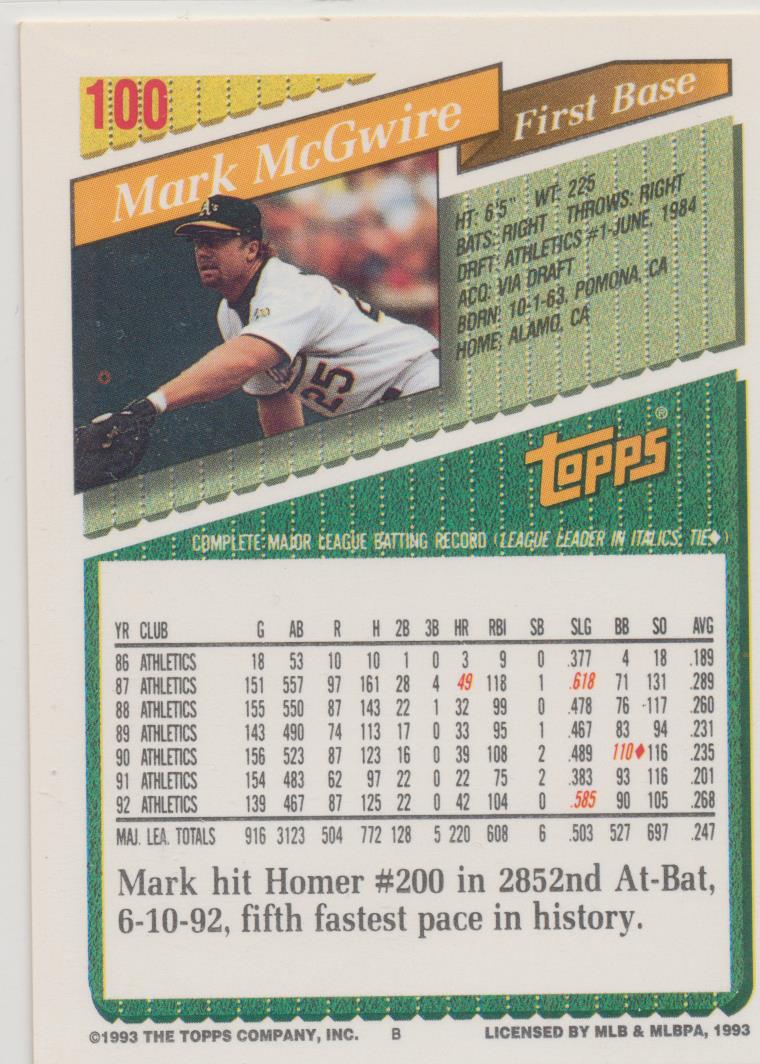 100
Mark McGwire
First Base
A's
25
HT: 6'5" WT: 225
BATS: RIGHT THROWS: RIGHT
DRFT: ATHLETICS #1-JUNE, 1984
ACQ: VIA DRAFT
BORN: 10-1-63, POMONA, CA
HOME: ALAMO, CA
topps®
COMPLETE MAJOR LEAGUE BATTING RECORD (LEAGUE LEADER IN ITALICS, TIE♦)
YR CLUB G AB R H 2B 3B HR RBI SB SLG BB SO AVG
86 ATHLETICS 18 53 10 10 1 0 3 9 0 .377 4 18 .189
87 ATHLETICS 151 557 97 161 28 4 49 118 1 .618 71 131 .289
88 ATHLETICS 155 550 87 143 22 1 32 99 0 .478 76 117 .260
89 ATHLETICS 143 490 74 113 17 0 33 95 1 .467 83 94 .231
90 ATHLETICS 156 523 87 123 16 0 39 108 2 .489 110♦ 116 .235
91 ATHLETICS 154 483 62 97 22 0 22 75 2 .383 93 116 .201
92 ATHLETICS 139 467 87 125 22 0 42 104 0 .585 90 105 .268
MAJ. LEA. TOTALS 916 3123 504 772 128 5 220 608 6 .503 527 697 .247
Mark hit Homer #200 in 2852nd At-Bat,
6-10-92, fifth fastest pace in history.
©1993 THE TOPPS COMPANY, INC. B LICENSED BY MLB & MLBPA, 1993